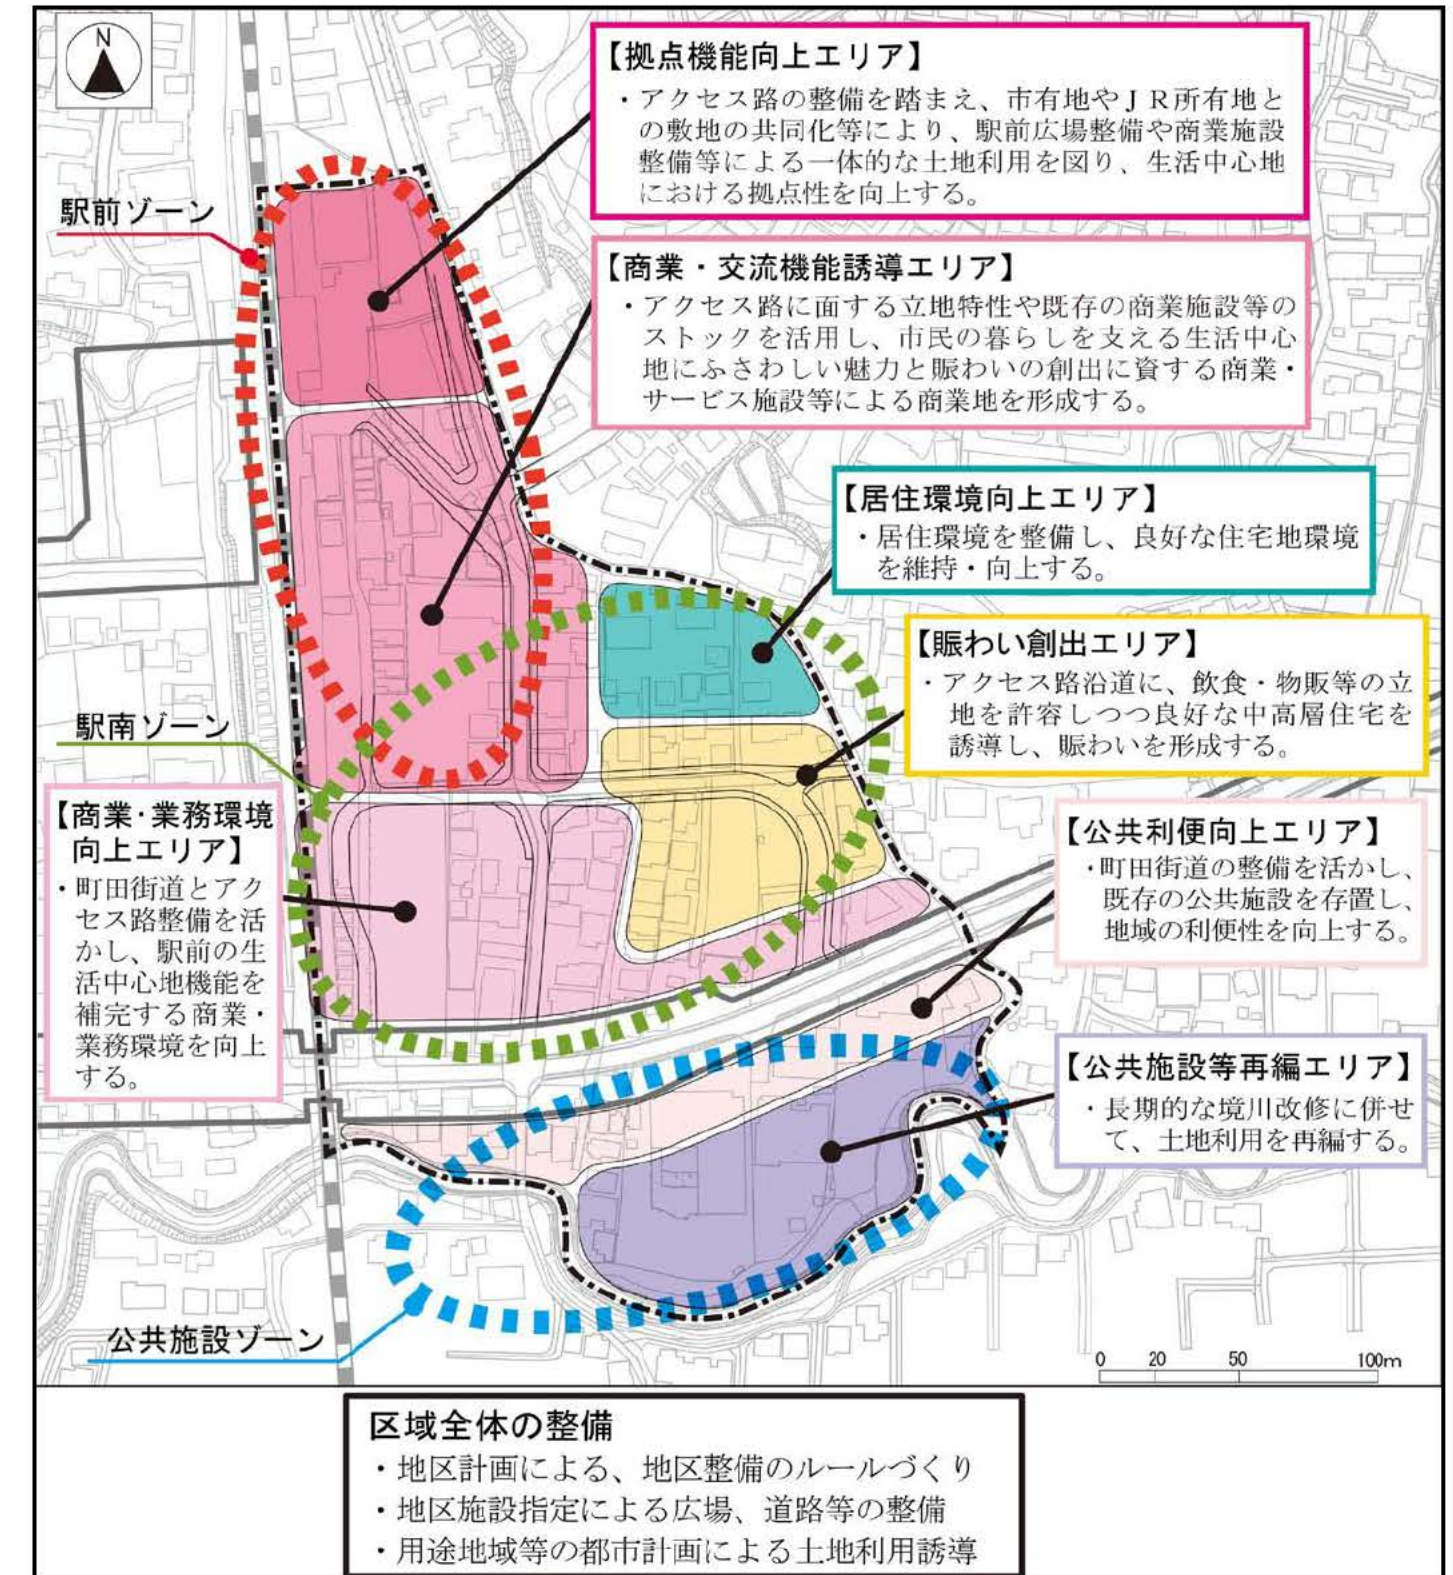 N
【拠点機能向上エリア】
・アクセス路の整備を踏まえ、市有地やＪＲ所有地と
の敷地の共同化等により、駅前広場整備や商業施設
整備等による一体的な土地利用を図り、生活中心地
における拠点性を向上する。
駅前ゾーン
【商業・交流機能誘導エリア】
・アクセス路に面する立地特性や既存の商業施設等の
ストックを活用し、市民の暮らしを支える生活中心
地にふさわしい魅力と賑わいの創出に資する商業・
サービス施設等による商業地を形成する。
【居住環境向上エリア】
・居住環境を整備し、良好な住宅地環境
を維持・向上する。
【賑わい創出エリア】
・アクセス路沿道に、飲食・物販等の立
地を許容しつつ良好な中高層住宅を
誘導し、賑わいを形成する。
駅南ゾーン
【商業・業務環境
向上エリア】
・町田街道とアク
セス路整備を活
かし、駅前の生
活中心地機能を
補完する商業・
業務環境を向上
する。
【公共利便向上エリア】
・町田街道の整備を活かし、
既存の公共施設を存置し、
地域の利便性を向上する。
【公共施設等再編エリア】
・長期的な境川改修に併せ
て、土地利用を再編する。
公共施設ゾーン
0 20 50 100m
区域全体の整備
・地区計画による、地区整備のルールづくり
・地区施設指定による広場、道路等の整備
・用途地域等の都市計画による土地利用誘導